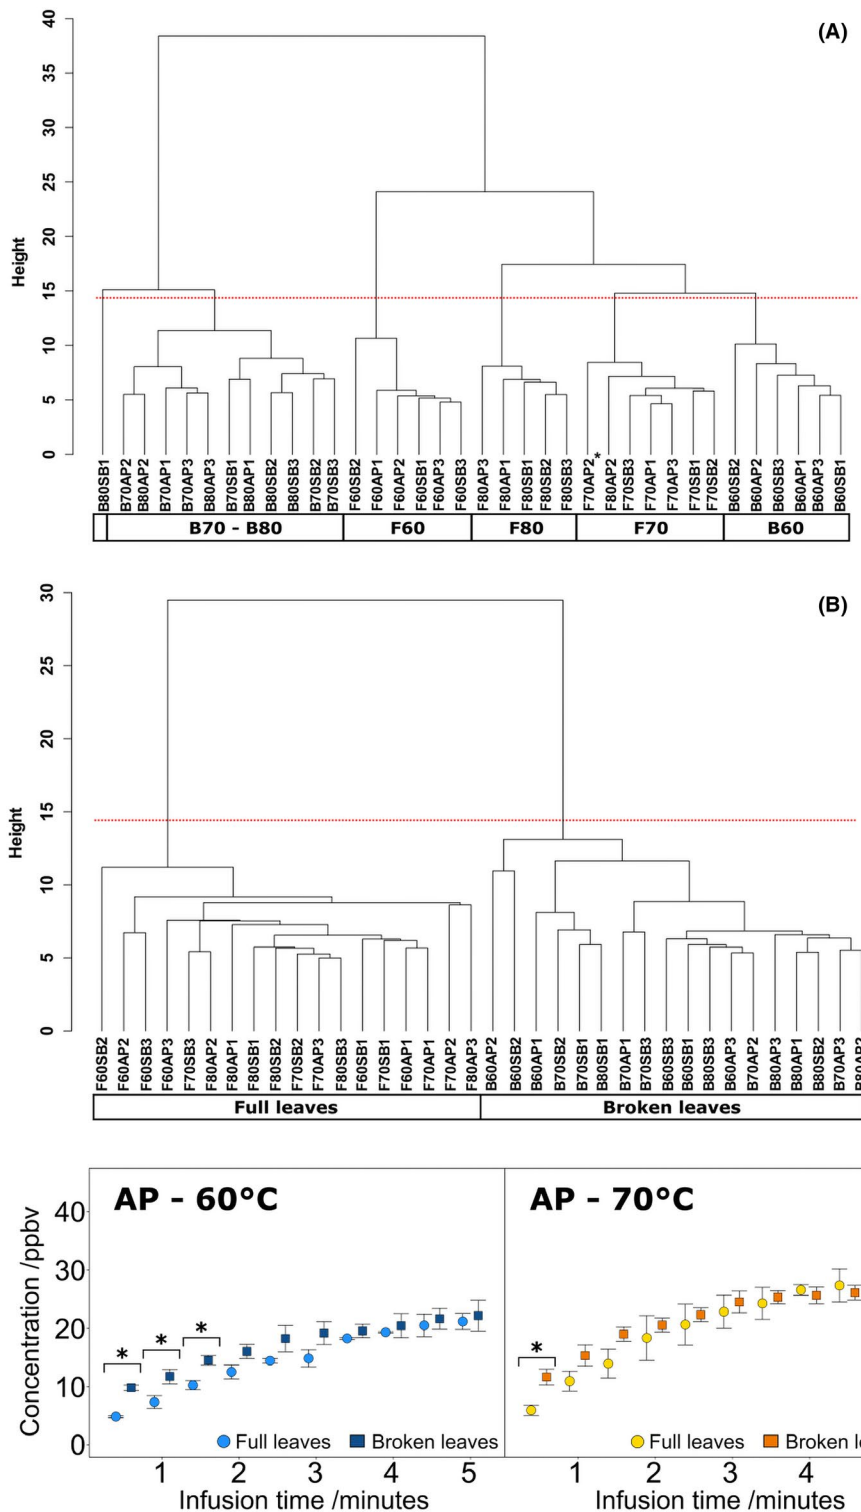 (A)
40
35
30
25
20
15
10
5
0
Height
B80SB1
B70AP2
B80AP2
B70AP1
B70AP3
B80AP3
B70SB1
B80AP1
B80SB2
B80SB3
B70SB2
B70SB3
F60SB2
F60AP1
F60AP2
F60SB1
F60AP3
F60SB3
F80AP3
F80AP1
F80SB1
F80SB2
F80SB3
F70AP2
*
F80AP2
F70SB3
F70AP1
F70AP3
F70SB1
F70SB2
B60SB2
B60AP2
B60SB3
B60AP1
B60AP3
B60SB1
B70 - B80
F60
F80
F70
B60
(B)
30
25
20
15
10
5
0
Height
F60SB2
F60AP2
F60SB3
F60AP3
F70SB3
F80AP2
F80AP1
F80SB1
F80SB2
F70SB2
F70AP3
F80SB3
F60SB1
F70SB1
F60AP1
F70AP1
F70AP2
F80AP3
B60AP2
B60SB2
B60AP1
B70SB2
B70SB1
B80SB1
B70AP1
B70SB3
B60SB3
B60SB1
B80SB3
B60AP3
B70AP2
B80AP3
B80AP1
B80SB2
B70AP3
Full leaves
Broken leaves
AP - 60°C
AP - 70°C
Concentration /ppbv
40
30
20
10
0
*
*
*
*
Full leaves
Broken leaves
Full leaves
Broken le
1
2
3
4
5
1
2
3
4
Infusion time /minutes
Infusion time /minutes